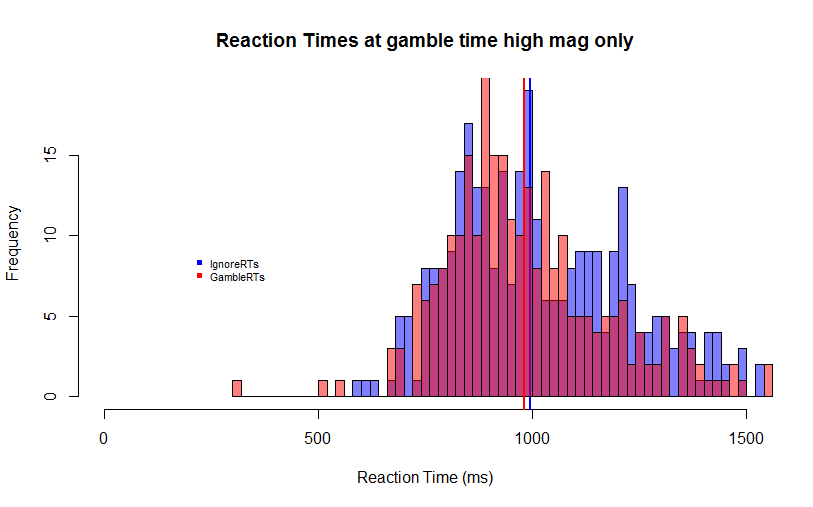 Reaction Times at gamble time high mag only
Frequency
15
10
5
0
IgnoreRTs
GambleRTs
0 500 1000 1500
Reaction Time (ms)